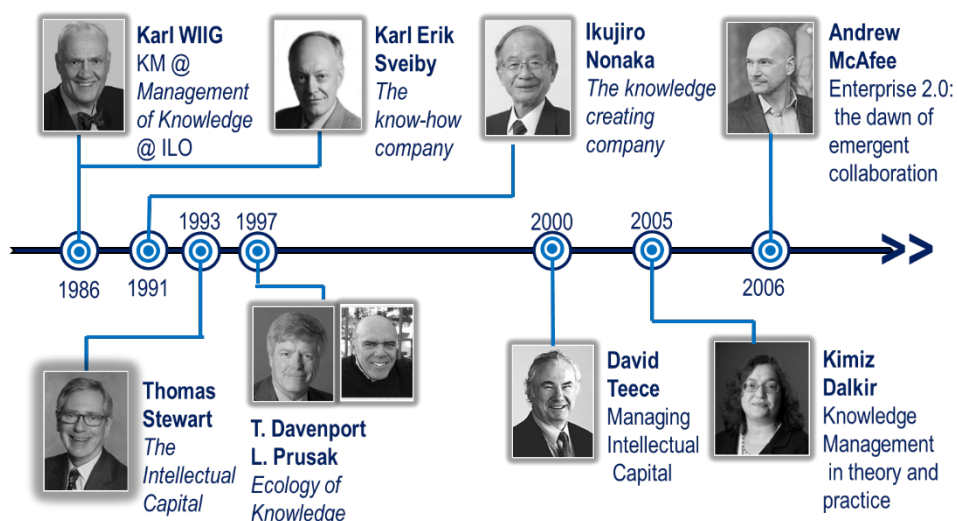 Karl WIIG
KM @
Management
of Knowledge
@ ILO
Karl Erik
Sveiby
The
know-how
company
Ikujiro
Nonaka
The knowledge
creating
company
Andrew
McAfee
Enterprise 2.0:
the dawn of
emergent
collaboration
1986
1991
1993
1997
2000
2005
2006
Thomas
Stewart
The
Intellectual
Capital
T. Davenport
L. Prusak
Ecology of
Knowledge
David
Teece
Managing
Intellectual
Capital
Kimiz
Dalkir
Knowledge
Management
in theory and
practice